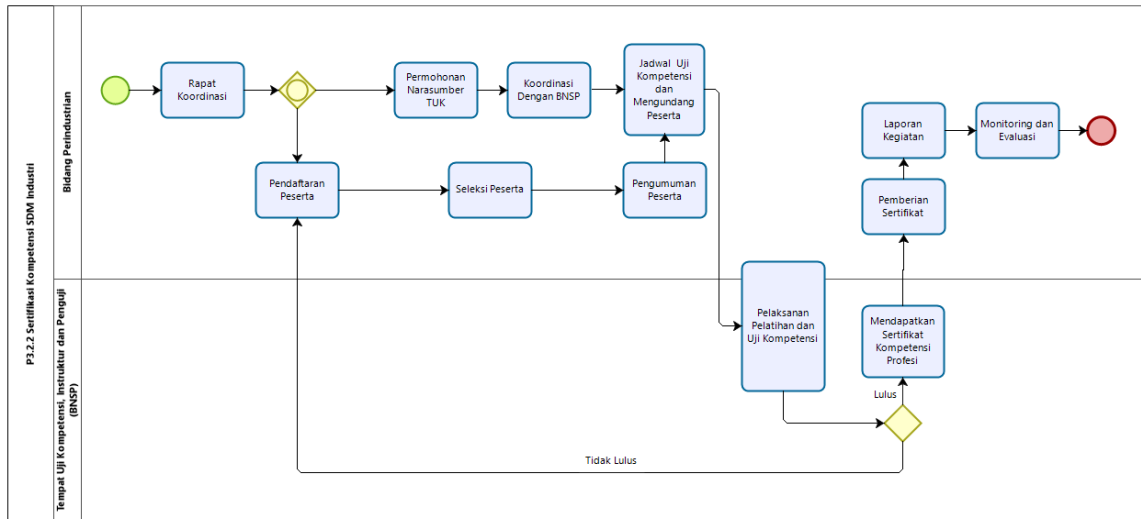 P3.2.2 Sertifikasi Kompetensi SDM Industri
Bidang Perindustrian
Rapat
Koordinasi
Permohonan
Narasumber
TUK
Koordinasi
Dengan BNSP
Jadwal Uji
Kompetensi
dan
Mengundang
Peserta
Pendaftaran
Peserta
Seleksi Peserta
Pengumuman
Peserta
Laporan
Kegiatan
Monitoring dan
Evaluasi
Pemberian
Sertifikat
Tempat Uji Kompetensi, Instruktur dan Penguji
(BNSP)
Pelaksanan
Pelatihan dan
Uji Kompetensi
Mendapatkan
Sertifikat
Kompetensi
Profesi
Lulus
Tidak Lulus